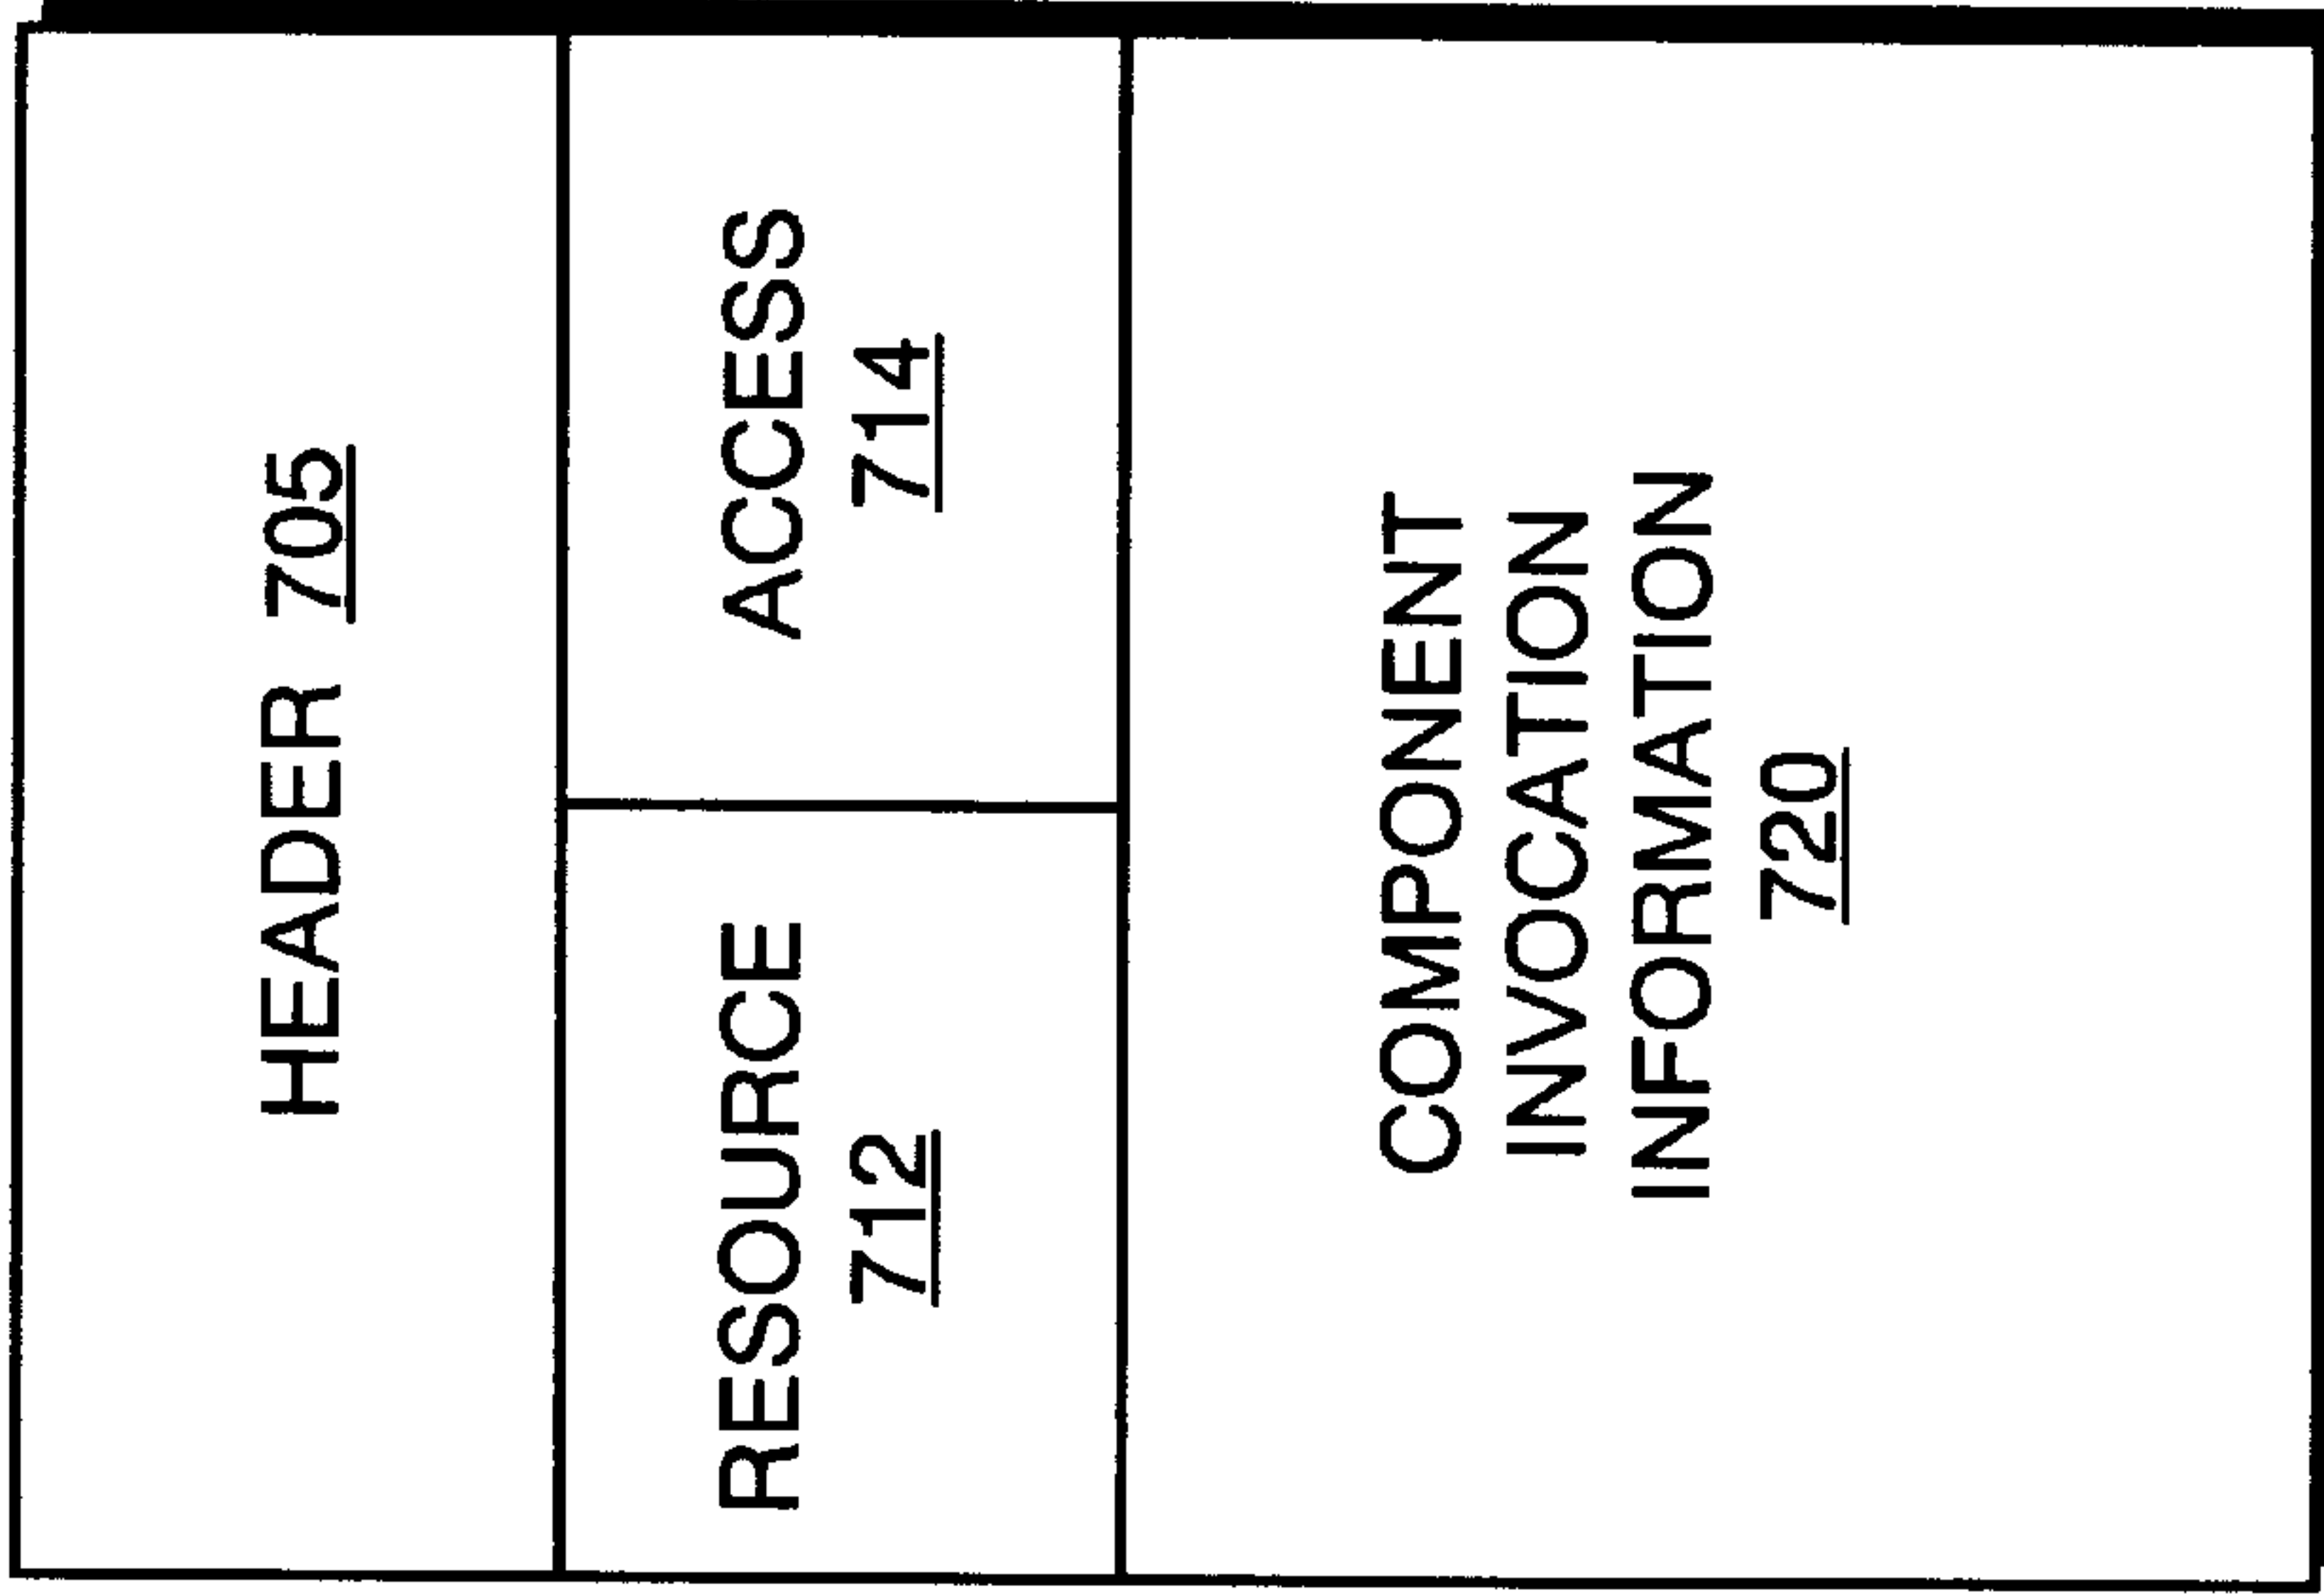 HEADER 705
RESOURCE
712
ACCESS
714
COMPONENT
INVOCATION
INFORMATION
720